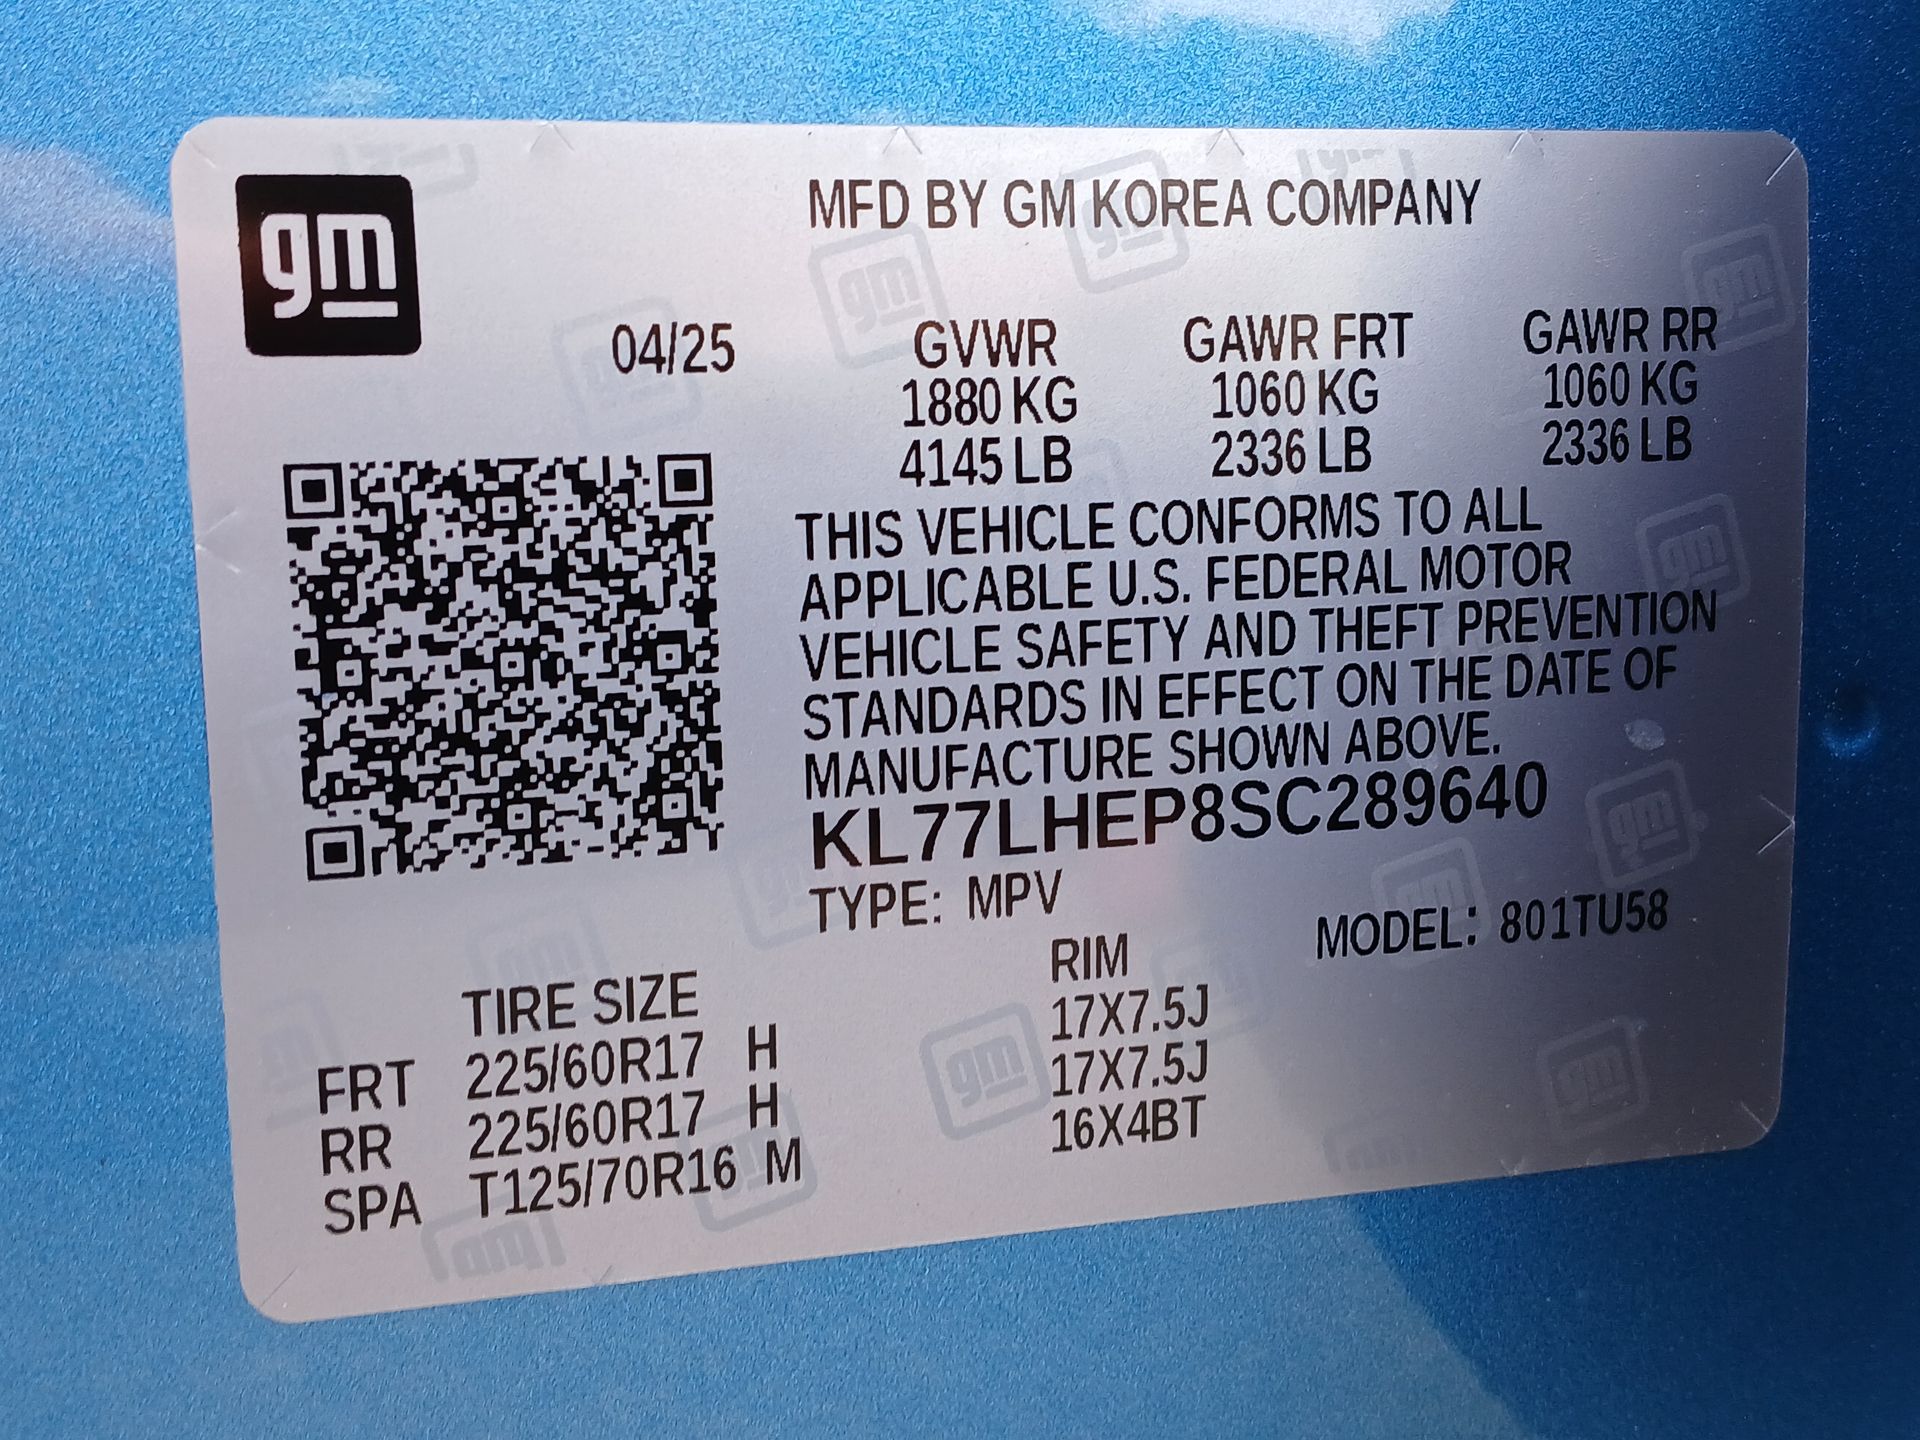 gm
MFD BY GM KOREA COMPANY
04/25 GVWR GAWR FRT GAWR RR
1880 KG 1060 KG 1060 KG
4145 LB 2336 LB 2336 LB
THIS VEHICLE CONFORMS TO ALL
APPLICABLE U.S. FEDERAL MOTOR
VEHICLE SAFETY AND THEFT PREVENTION
STANDARDS IN EFFECT ON THE DATE OF
MANUFACTURE SHOWN ABOVE.
KL77LHEP8SC289640
TYPE: MPV MODEL: 801TU58
TIRE SIZE RIM
FRT 225/60R17 H 17X7.5J
RR 225/60R17 H 17X7.5J
SPA T125/70R16 M 16X4BT